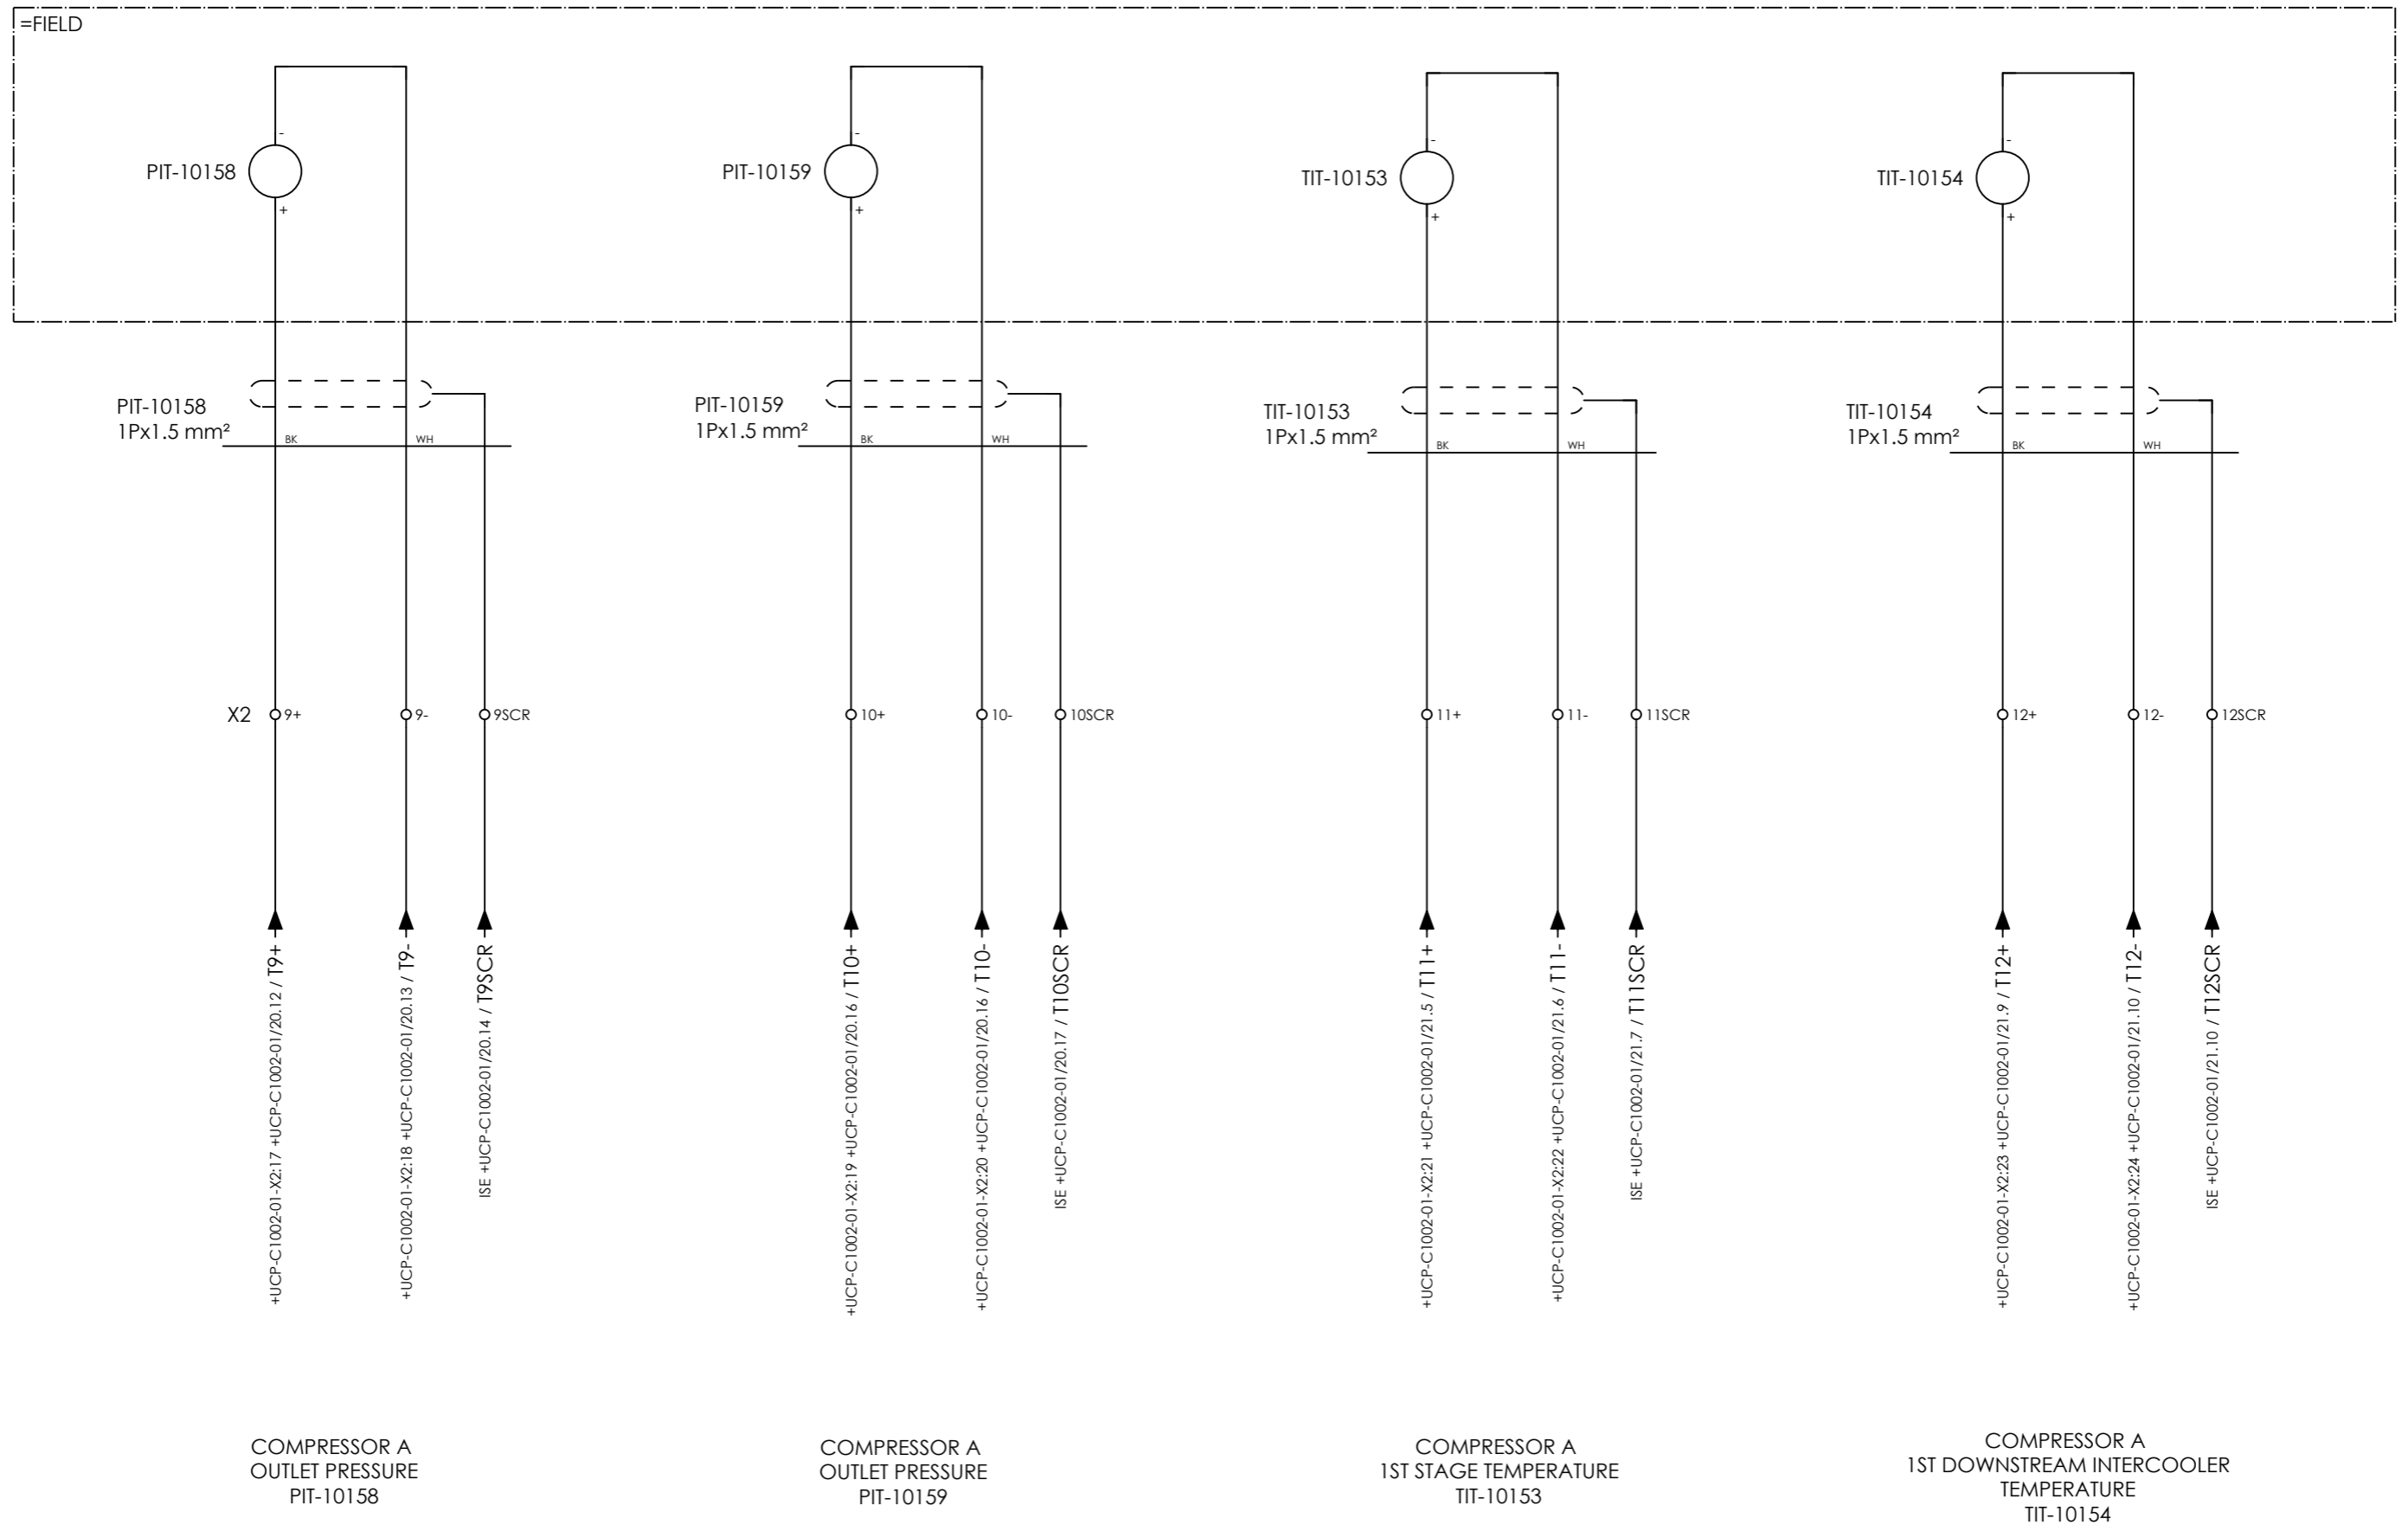 =FIELD
-
-
-
-
PIT-10158
PIT-10159
TIT-10153
TIT-10154
+
+
+
+
PIT-10158
1Px1.5 mm²
BK
WH
PIT-10159
1Px1.5 mm²
BK
WH
TIT-10153
1Px1.5 mm²
BK
WH
TIT-10154
1Px1.5 mm²
BK
WH
X2
9+
9-
9SCR
10+
10-
10SCR
11+
11-
11SCR
12+
12-
12SCR
+UCP-C1002-01-X2:17 +UCP-C1002-01/20.12 / T9+
+UCP-C1002-01-X2:18 +UCP-C1002-01/20.13 / T9-
ISE +UCP-C1002-01/20.14 / T9SCR
+UCP-C1002-01-X2:19 +UCP-C1002-01/20.16 / T10+
+UCP-C1002-01-X2:20 +UCP-C1002-01/20.16 / T10-
ISE +UCP-C1002-01/20.17 / T10SCR
+UCP-C1002-01-X2:21 +UCP-C1002-01/21.5 / T11+
+UCP-C1002-01-X2:22 +UCP-C1002-01/21.6 / T11-
ISE +UCP-C1002-01/21.7 / T11SCR
+UCP-C1002-01-X2:23 +UCP-C1002-01/21.9 / T12+
+UCP-C1002-01-X2:24 +UCP-C1002-01/21.10 / T12-
ISE +UCP-C1002-01/21.10 / T12SCR
COMPRESSOR A
OUTLET PRESSURE
PIT-10158
COMPRESSOR A
OUTLET PRESSURE
PIT-10159
COMPRESSOR A
1ST STAGE TEMPERATURE
TIT-10153
COMPRESSOR A
1ST DOWNSTREAM INTERCOOLER
TEMPERATURE
TIT-10154